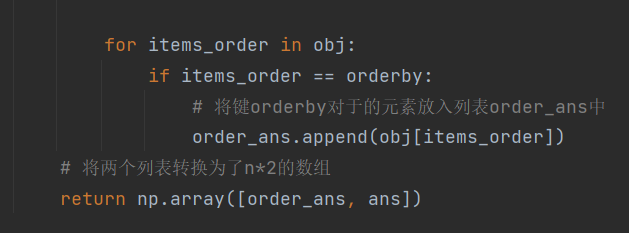 for items_order in obj:
if items_order == orderby:
# 将键orderby对于的元素放入列表order_ans中
order_ans.append(obj[items_order])
# 将两个列表转换为了n*2的数组
return np.array([order_ans, ans])